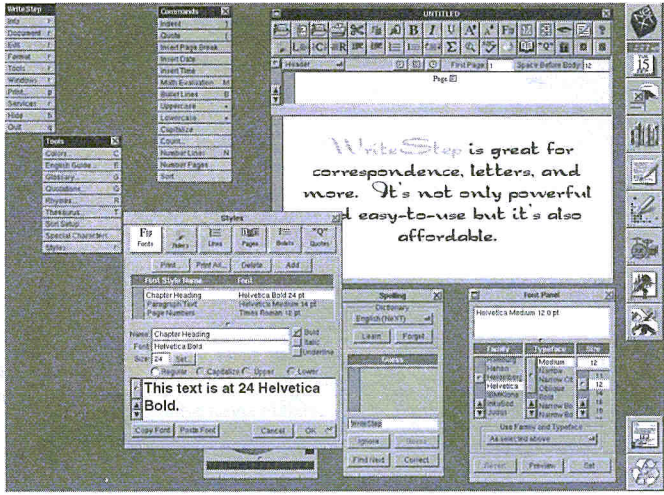 WriteStep
Info
Document
Edit
Format
Tools
Windows
Print... p
Services
Hide h
Quit q
Commands
Indent ]
Quote [
Insert Page Break
Insert Date
Insert Time
Math Evaluation M
Bullet Lines B
Uppercase +
Lowercase
Capitalize
Count...
Number Lines N
Number Pages
Sort
Tools
Colors... C
English Guide...
Glossary... G
Quotations...
Rhymes... R
Thesaurus... T
Sort Setup...
Special Characters...
Styles...
UNTITLED
B I U
Header First Page: 1 Space Before Body: 12
Page
WriteStep is great for
correspondence, letters, and
more. It's not only powerful
easy-to-use but it's also
affordable.
15
Styles
Fonts Rulers Lines Pages Bullets Quotes
Print... Print All... Delete Add
Font Style Name Font
Chapter Heading Helvetica Bold 24 pt
Paragraph Text Helvetica Medium 14 pt
Page Numbers Times Roman 12 pt
Name: Chapter Heading Bold
Font: Helvetica Bold Italic
Size: 24 Set... Underline
Regular Capitalize Upper Lower
This text is at 24 Helvetica
Bold.
Copy Font Paste Font Cancel OK
Spelling
Dictionary
English (NeXT)
Learn Forget
Guess
WriteStep
Ignore Guess
Find Next Correct
Font Panel
Helvetica Medium 12.0 pt
Family Typeface Size
Medium 12
Narrow
Oblique
Bold
Helvetica 12
Use Family and Typeface
As selected above
Revert Preview Set